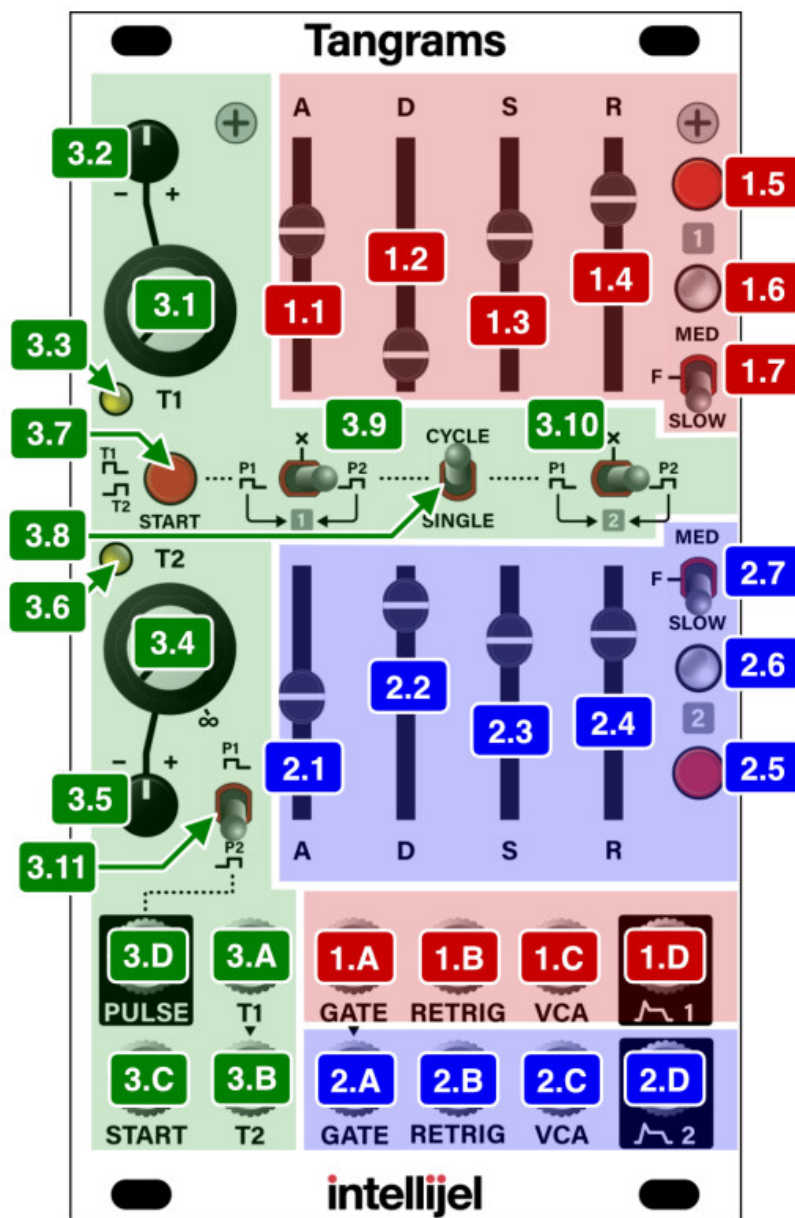 Tangrams
A D S R
3.2
- +
1.5
1
1.2
3.1
1.1
1.3
1.4
1.6
MED
3.3
T1
F
1.7
SLOW
3.9
3.10
3.7
X
CYCLE
X
T1
P1
P2
P1
P2
T2
START
1
SINGLE
2
3.8
T2
MED
3.6
F
2.7
SLOW
3.4
2.2
2.6
∞
2.3
2.4
2
2.1
P1
- +
2.5
3.5
3.11
P2
A D S R
3.D 3.A 1.A 1.B 1.C 1.D
PULSE T1 GATE RETRIG VCA 1
3.C 3.B 2.A 2.B 2.C 2.D
START T2 GATE RETRIG VCA 2
intellijel